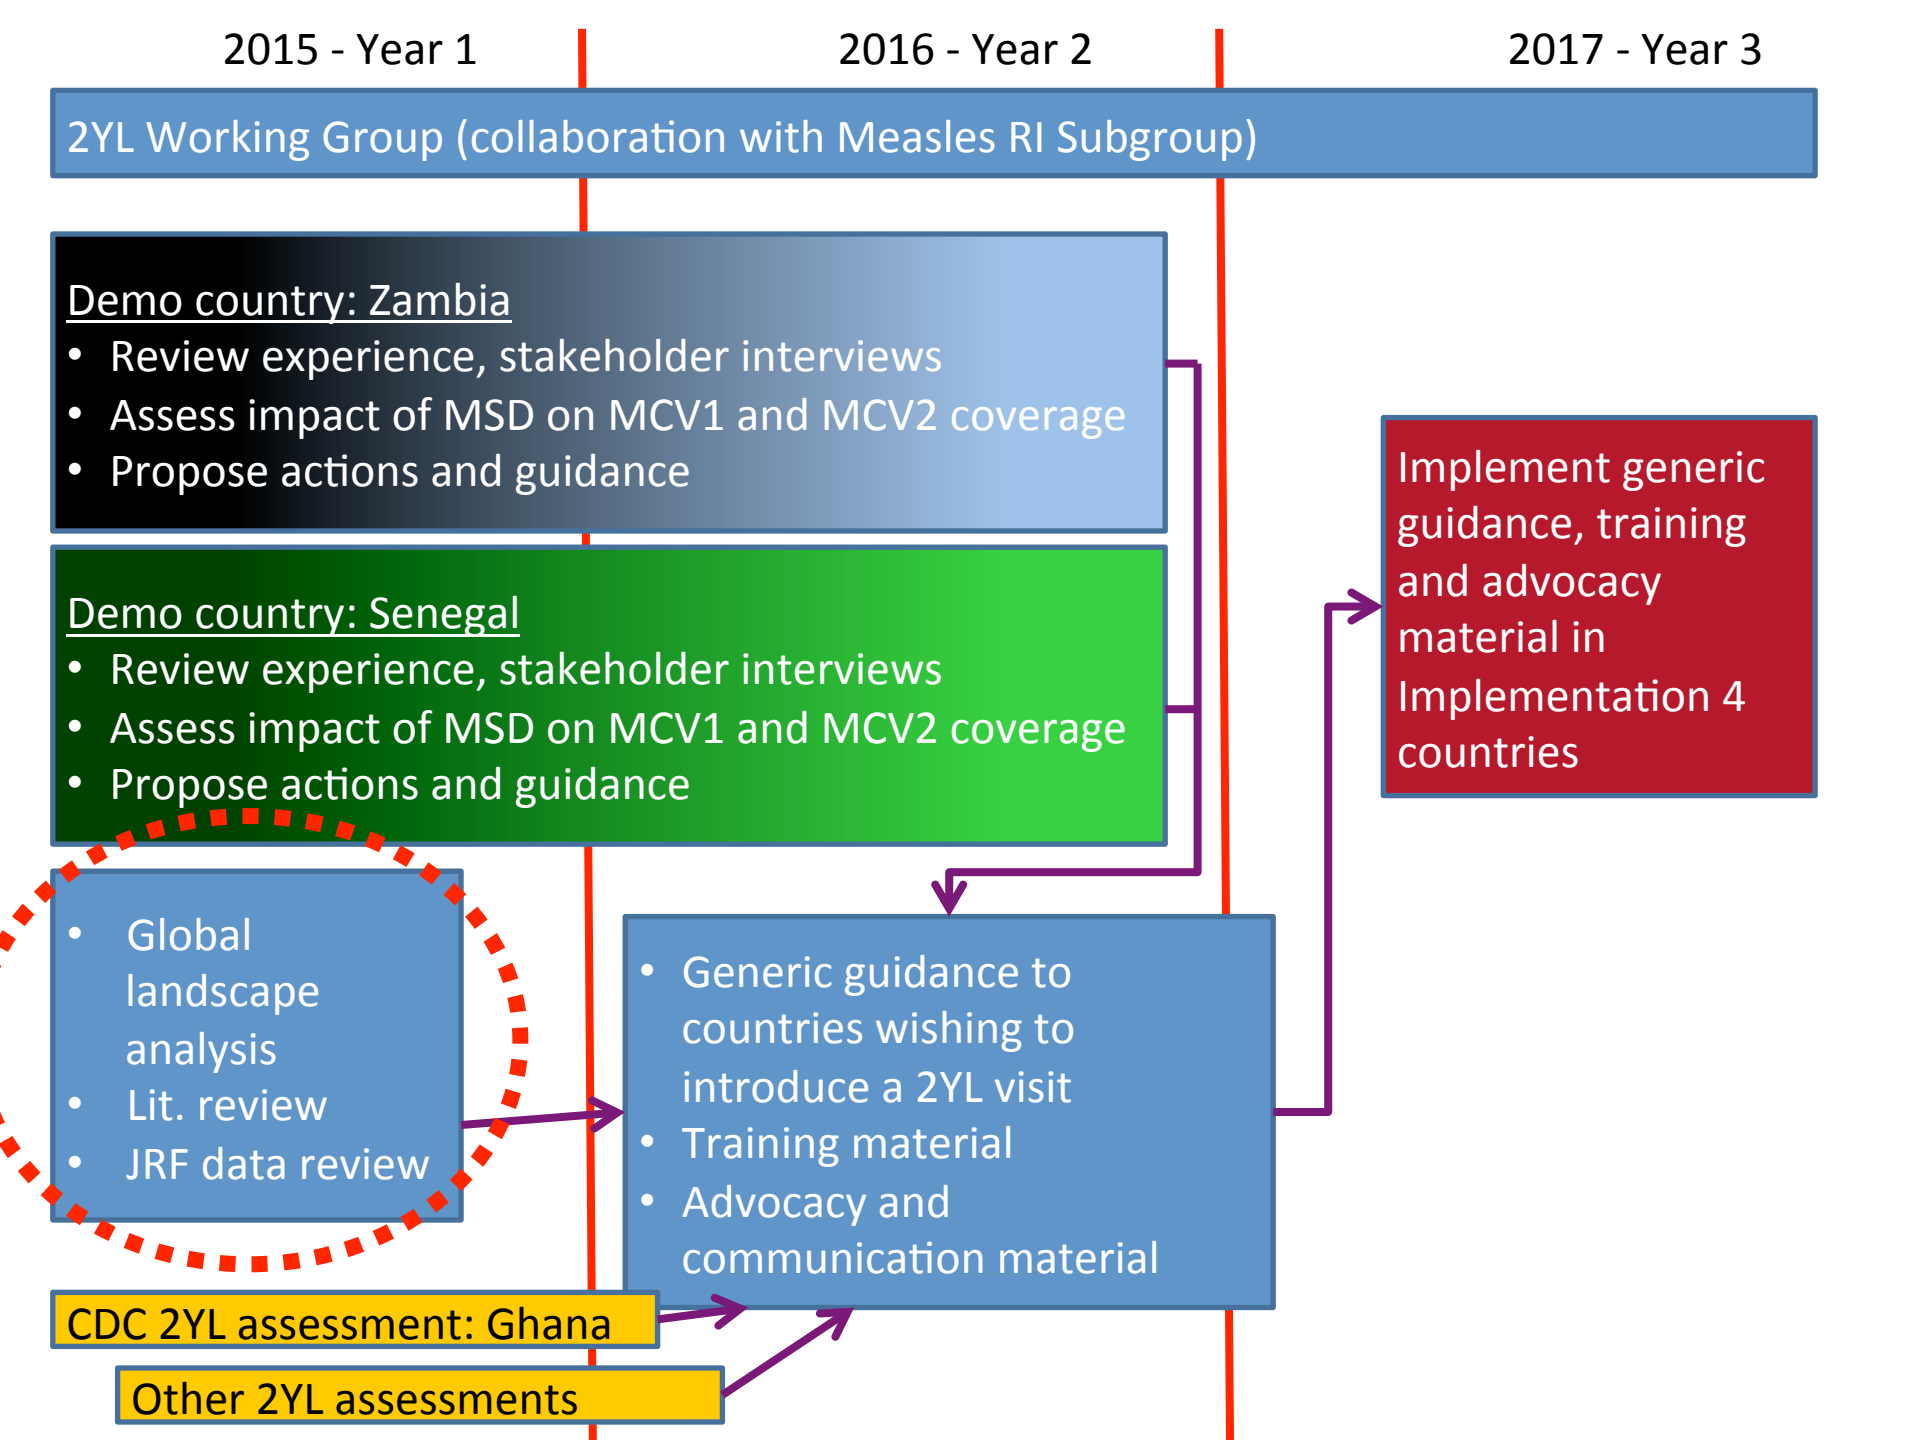 2015 - Year 1
2016 - Year 2
2017 - Year 3
2YL Working Group (collaboration with Measles RI Subgroup)
Demo country: Zambia
• Review experience, stakeholder interviews
• Assess impact of MSD on MCV1 and MCV2 coverage
• Propose actions and guidance
Demo country: Senegal
• Review experience, stakeholder interviews
• Assess impact of MSD on MCV1 and MCV2 coverage
• Propose actions and guidance
• Global
landscape
analysis
• Lit. review
• JRF data review
CDC 2YL assessment: Ghana
Other 2YL assessments
• Generic guidance to
countries wishing to
introduce a 2YL visit
• Training material
• Advocacy and
communication material
Implement generic
guidance, training
and advocacy
material in
Implementation 4
countries